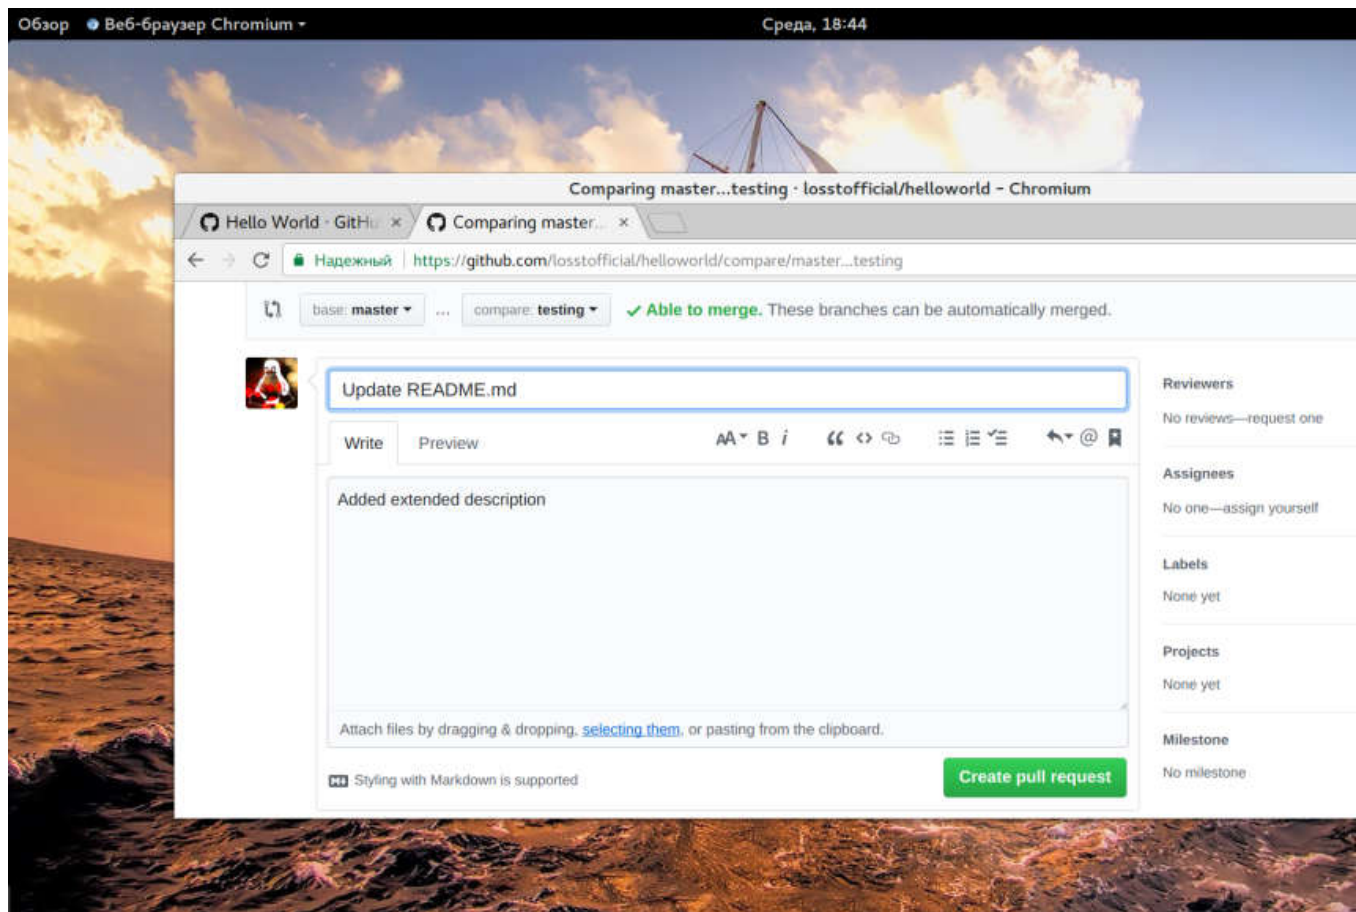 Обзор Веб-браузер Chromium Среда, 18:44
Comparing master...testing · losstofficial/helloworld - Chromium
Hello World · GitHu × Comparing master... ×
Надежный https://github.com/losstofficial/helloworld/compare/master...testing
base: master ... compare: testing Able to merge. These branches can be automatically merged.
Update README.md
Write Preview AA B i @
Added extended description
Attach files by dragging & dropping, selecting them, or pasting from the clipboard.
Styling with Markdown is supported
Create pull request
Reviewers
No reviews—request one
Assignees
No one—assign yourself
Labels
None yet
Projects
None yet
Milestone
No milestone